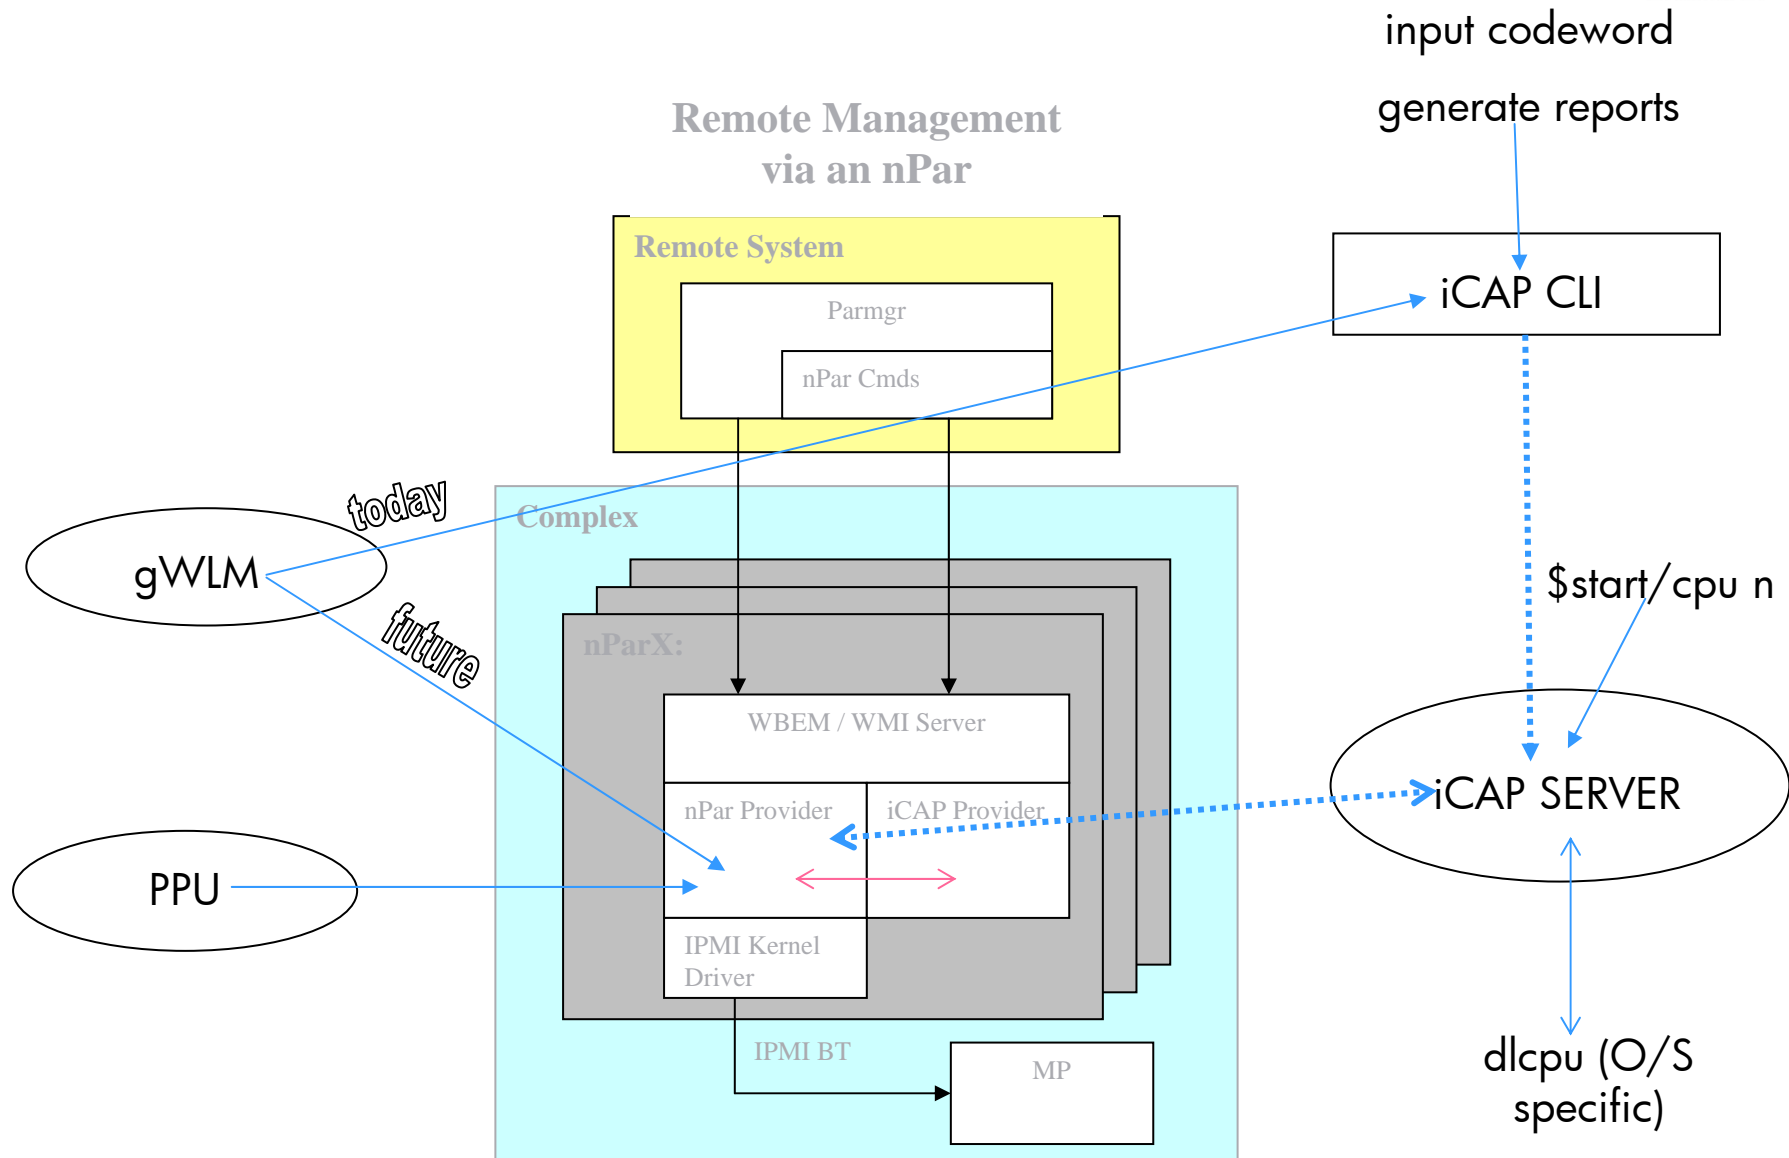 input codeword
generate reports
Remote Management
via an nPar
Remote System
Parmgr
nPar Cmds
iCAP CLI
today
Complex
gWLM
future
$start/cpu n
nParX:
WBEM / WMI Server
nPar Provider
iCAP Provider
iCAP SERVER
PPU
IPMI Kernel
Driver
IPMI BT
MP
dlcpu (O/S
specific)